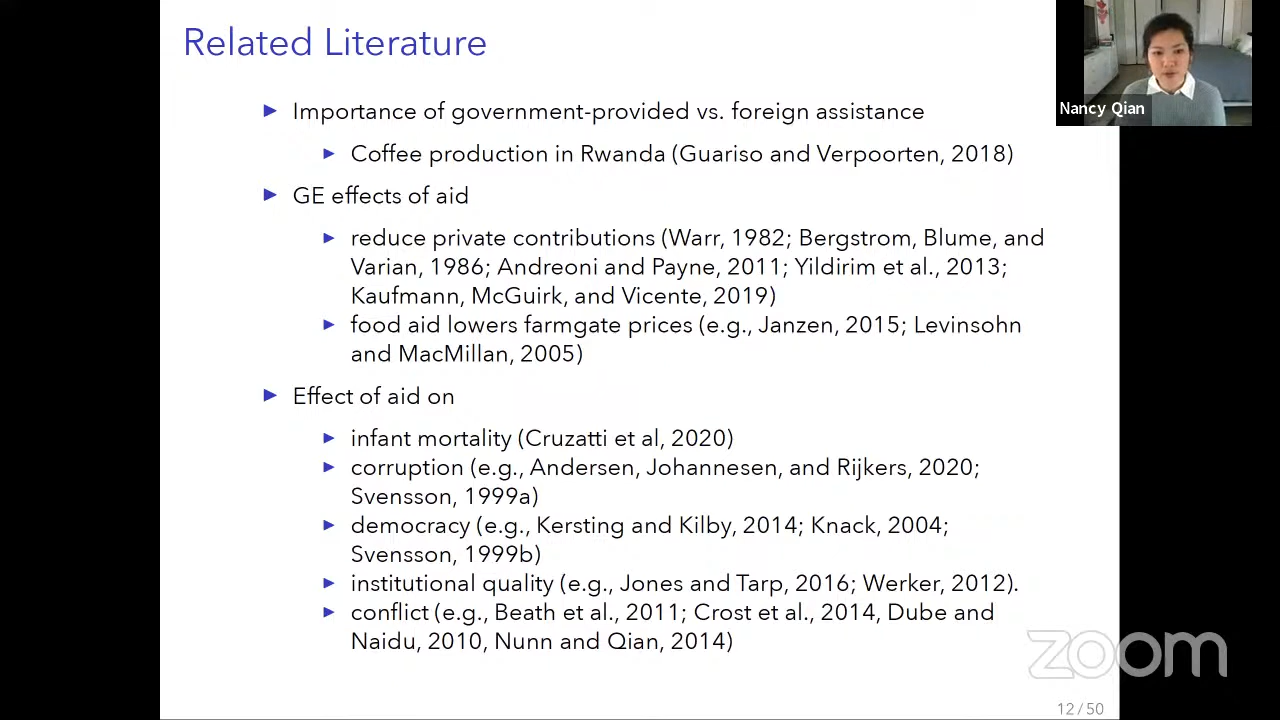 Related Literature
Importance of government-provided vs. foreign assistance
Coffee production in Rwanda (Guariso and Verpoorten, 2018)
GE effects of aid
reduce private contributions (Warr, 1982; Bergstrom, Blume, and
Varian, 1986; Andreoni and Payne, 2011; Yildirim et al., 2013;
Kaufmann, McGuirk, and Vicente, 2019)
food aid lowers farmgate prices (e.g., Janzen, 2015; Levinsohn
and MacMillan, 2005)
Effect of aid on
infant mortality (Cruzatti et al, 2020)
corruption (e.g., Andersen, Johannesen, and Rijkers, 2020;
Svensson, 1999a)
democracy (e.g., Kersting and Kilby, 2014; Knack, 2004;
Svensson, 1999b)
institutional quality (e.g., Jones and Tarp, 2016; Werker, 2012).
conflict (e.g., Beath et al., 2011; Crost et al., 2014, Dube and
Naidu, 2010, Nunn and Qian, 2014)
12 / 50
Nancy Qian
zoom